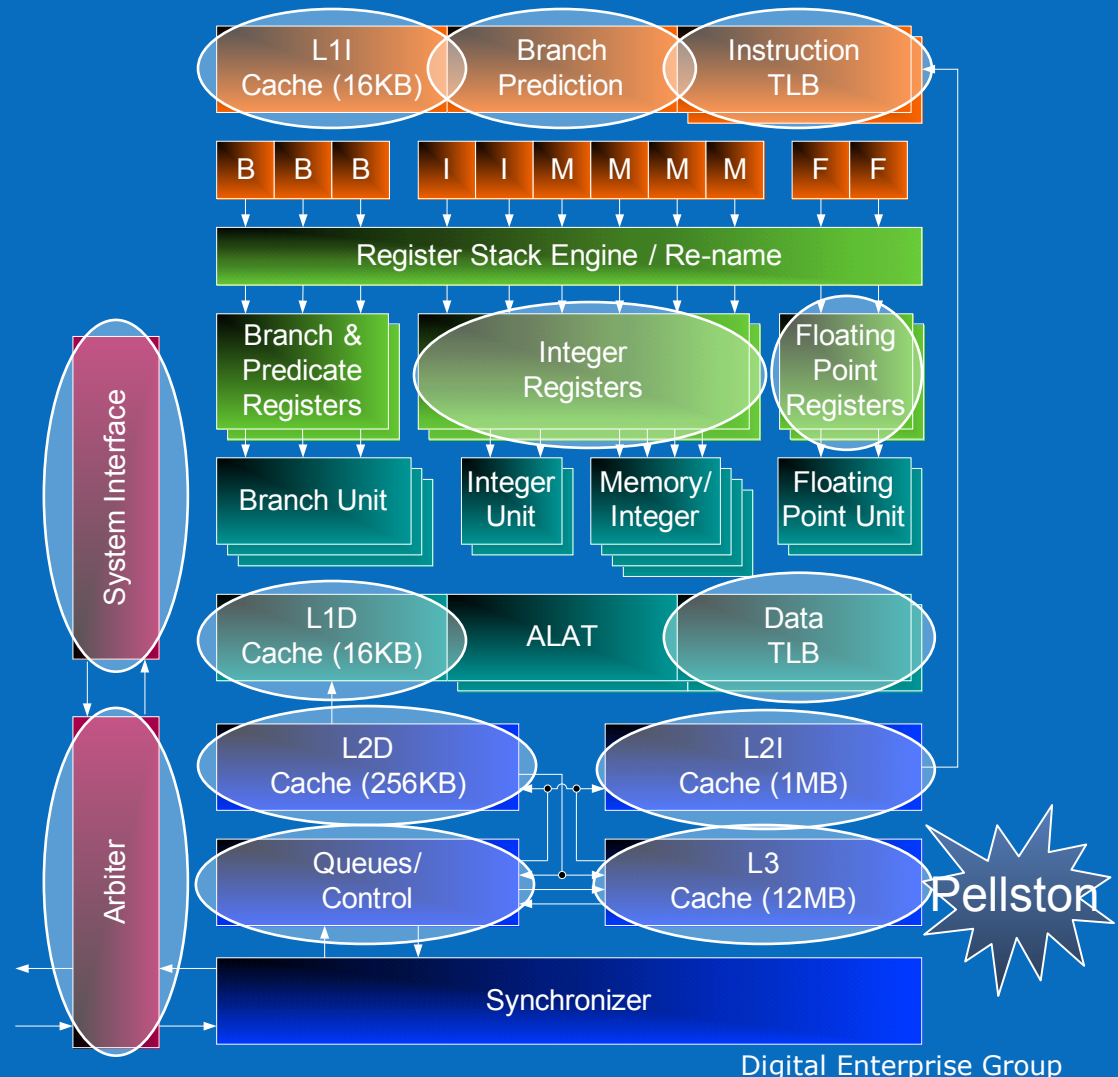 L1I
Cache (16KB)
Branch
Prediction
Instruction
TLB
B B B I I M M M M F F
Register Stack Engine / Re-name
Branch &
Predicate
Registers
Integer
Registers
Floating
Point
Registers
System Interface
Branch Unit
Integer
Unit
Memory/
Integer
Floating
Point Unit
L1D
Cache (16KB)
ALAT
Data
TLB
L2D
Cache (256KB)
L2I
Cache (1MB)
Arbiter
Queues/
Control
L3
Cache (12MB)
Pellston
Synchronizer
Digital Enterprise Group